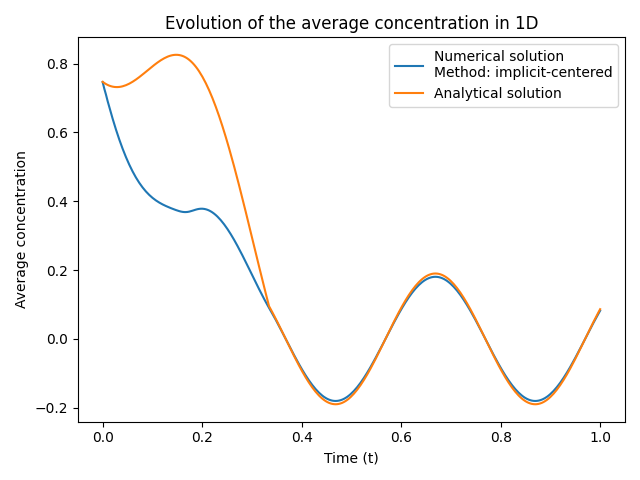 Evolution of the average concentration in 1D
Numerical solution
Method: implicit-centered
Analytical solution
Average concentration
0.8
0.6
0.4
0.2
0.0
−0.2
0.0 0.2 0.4 0.6 0.8 1.0
Time (t)